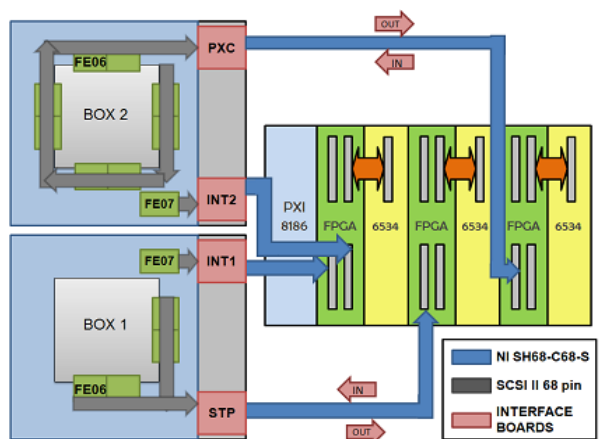 OUT
IN
PXC
FE06
BOX 2
FE07
INT2
PXI
8186
FPGA
6534
FPGA
6534
FPGA
6534
FE07
INT1
BOX 1
FE06
STP
IN
OUT
NI SH68-C68-S
SCSI II 68 pin
INTERFACE
BOARDS